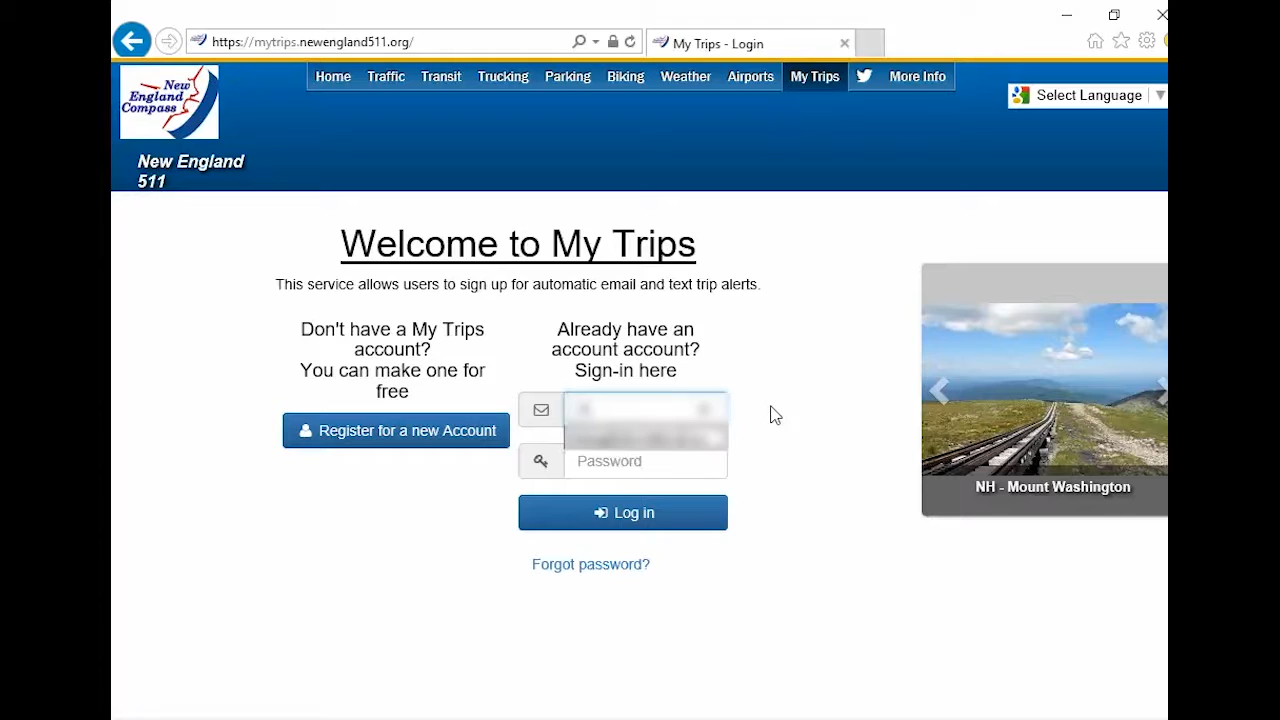 https://mytrips.newengland511.org/
My Trips - Login
New
England
Compass
Home Traffic Transit Trucking Parking Biking Weather Airports My Trips More Info
Select Language
New England
511
Welcome to My Trips
This service allows users to sign up for automatic email and text trip alerts.
Don't have a My Trips
account?
You can make one for
free
Register for a new Account
Already have an
account account?
Sign-in here
Password
Log in
Forgot password?
NH - Mount Washington